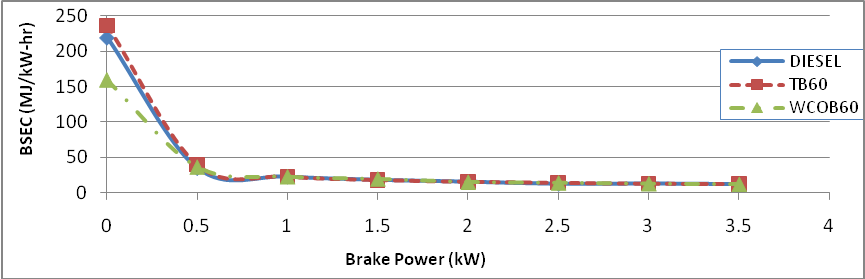 BSEC (MJ/kW-hr)
250
200
150
100
50
0
0 0.5 1 1.5 2 2.5 3 3.5 4
Brake Power (kW)
DIESEL
TB60
WCOB60